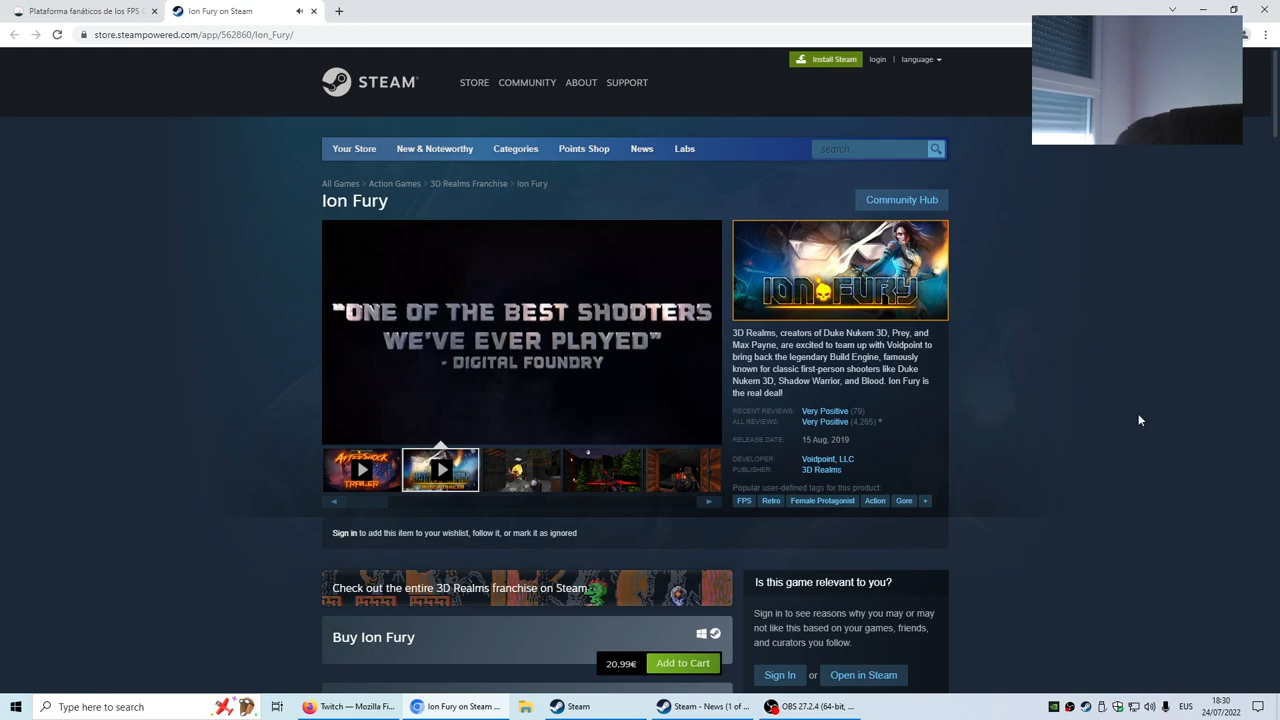 Plataforma fanáticos de los FPS (
Ion Fury on Steam
store.steampowered.com/app/562860/Ion_Fury/
Install Steam
login | language
STEAM
STORE COMMUNITY ABOUT SUPPORT
Your Store New & Noteworthy Categories Points Shop News Labs
search
All Games > Action Games > 3D Realms Franchise > Ion Fury
Ion Fury
Community Hub
"ONE OF THE BEST SHOOTERS
WE'VE EVER PLAYED"
- DIGITAL FOUNDRY
AFTERSHOCK
TRAILER
ION FURY
3D Realms, creators of Duke Nukem 3D, Prey, and
Max Payne, are excited to team up with Voidpoint to
bring back the legendary Build Engine, famously
known for classic first-person shooters like Duke
Nukem 3D, Shadow Warrior, and Blood. Ion Fury is
the real deal!
RECENT REVIEWS: Very Positive (79)
ALL REVIEWS: Very Positive (4,265) *
RELEASE DATE: 15 Aug, 2019
DEVELOPER: Voidpoint, LLC
PUBLISHER: 3D Realms
Popular user-defined tags for this product:
FPS Retro Female Protagonist Action Gore +
Sign in to add this item to your wishlist, follow it, or mark it as ignored
Check out the entire 3D Realms franchise on Steam
Buy Ion Fury
20,99€ Add to Cart
Is this game relevant to you?
Sign in to see reasons why you may or may
not like this based on your games, friends,
and curators you follow.
Sign In or Open in Steam
Type here to search
Twitch — Mozilla Fi...
Ion Fury on Steam ...
Steam
Steam - News (1 of ...
OBS 27.2.4 (64-bit, ...
EUS
18:30
24/07/2022